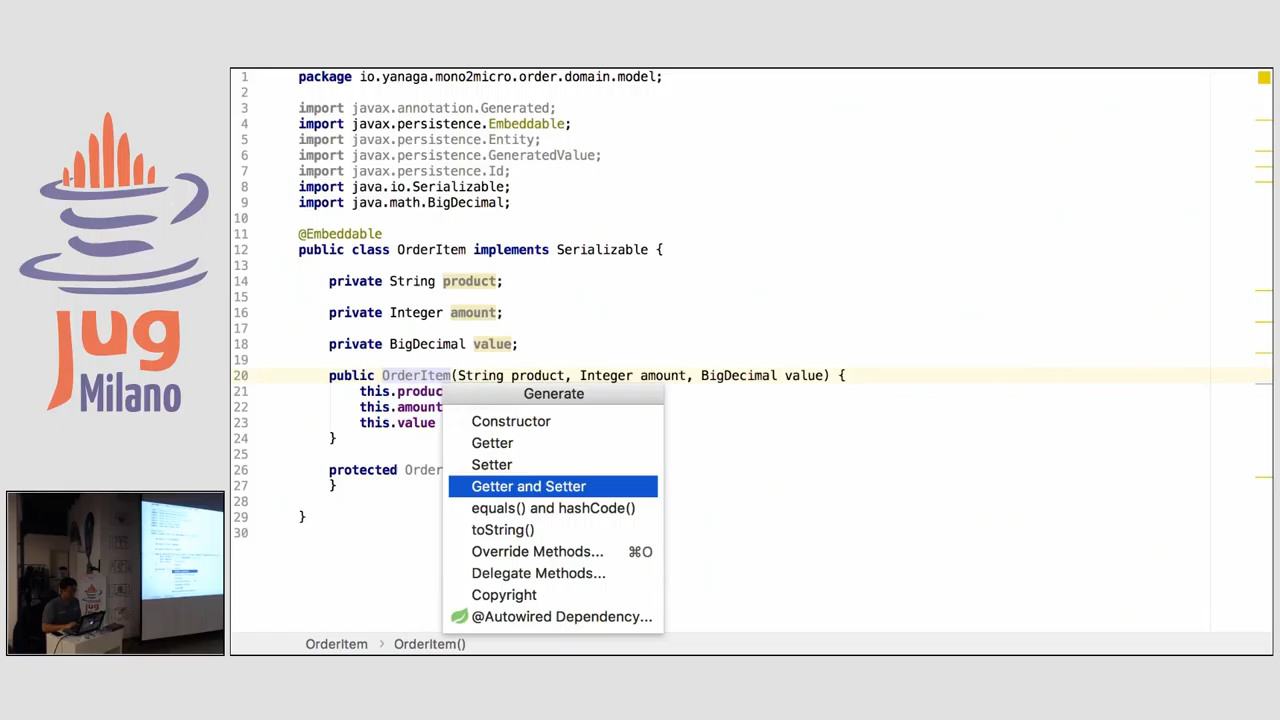 jug
Milano
1 package io.yanaga.mono2micro.order.domain.model;
2
3 import javax.annotation.Generated;
4 import javax.persistence.Embeddable;
5 import javax.persistence.Entity;
6 import javax.persistence.GeneratedValue;
7 import javax.persistence.Id;
8 import java.io.Serializable;
9 import java.math.BigDecimal;
10
11 @Embeddable
12 public class OrderItem implements Serializable {
13
14 private String product;
15
16 private Integer amount;
17
18 private BigDecimal value;
19
20 public OrderItem(String product, Integer amount, BigDecimal value) {
21 this.produc
22 this.amount
23 this.value
24 }
25
26 protected Order
27 }
28
29 }
30
Generate
Constructor
Getter
Setter
Getter and Setter
equals() and hashCode()
toString()
Override Methods... ⌘O
Delegate Methods...
Copyright
@Autowired Dependency...
OrderItem > OrderItem()